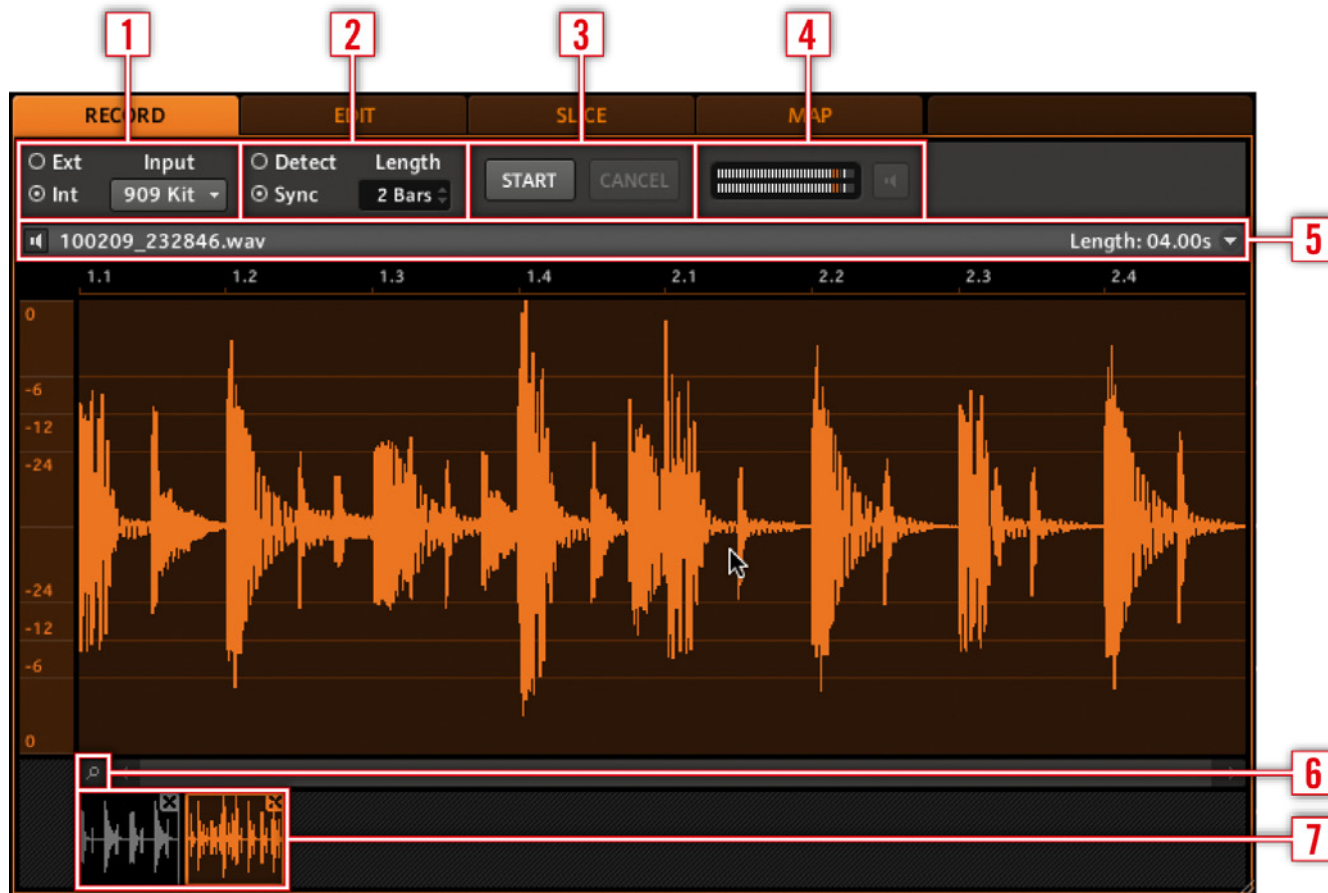 1 2 3 4
RECORD EDIT SLICE MAP
Ext Input Detect Length
START CANCEL
Int 909 Kit Sync 2 Bars
100209_232846.wav Length: 04.00s 5
1.1 1.2 1.3 1.4 2.1 2.2 2.3 2.4
0
-6
-12
-24
-24
-12
-6
0
6
7